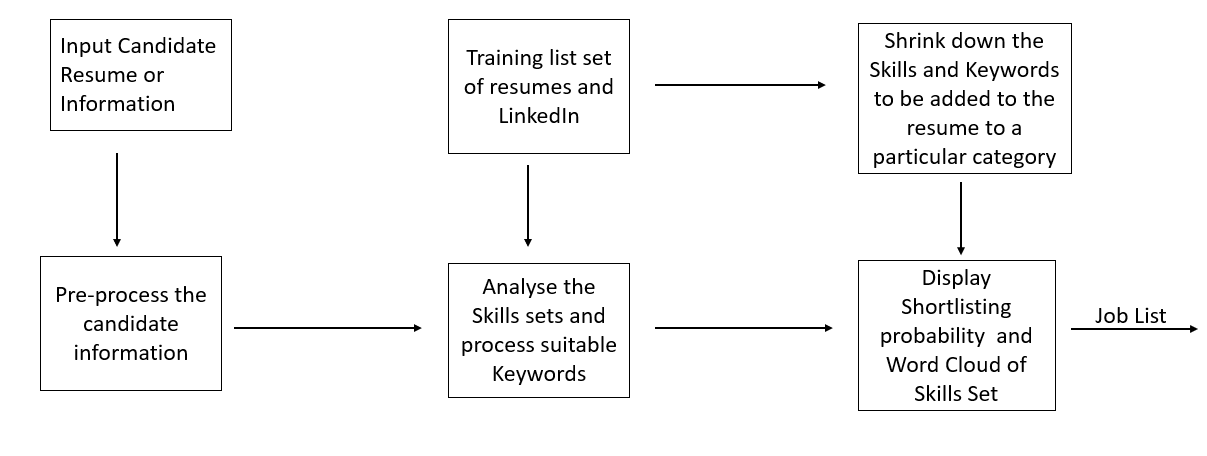 Input Candidate
Resume or
Information
Training list set
of resumes and
LinkedIn
Shrink down the
Skills and Keywords
to be added to the
resume to a
particular category
Pre-process the
candidate
information
Analyse the
Skills sets and
process suitable
Keywords
Display
Shortlisting
probability  and
Word Cloud of
Skills Set
Job List